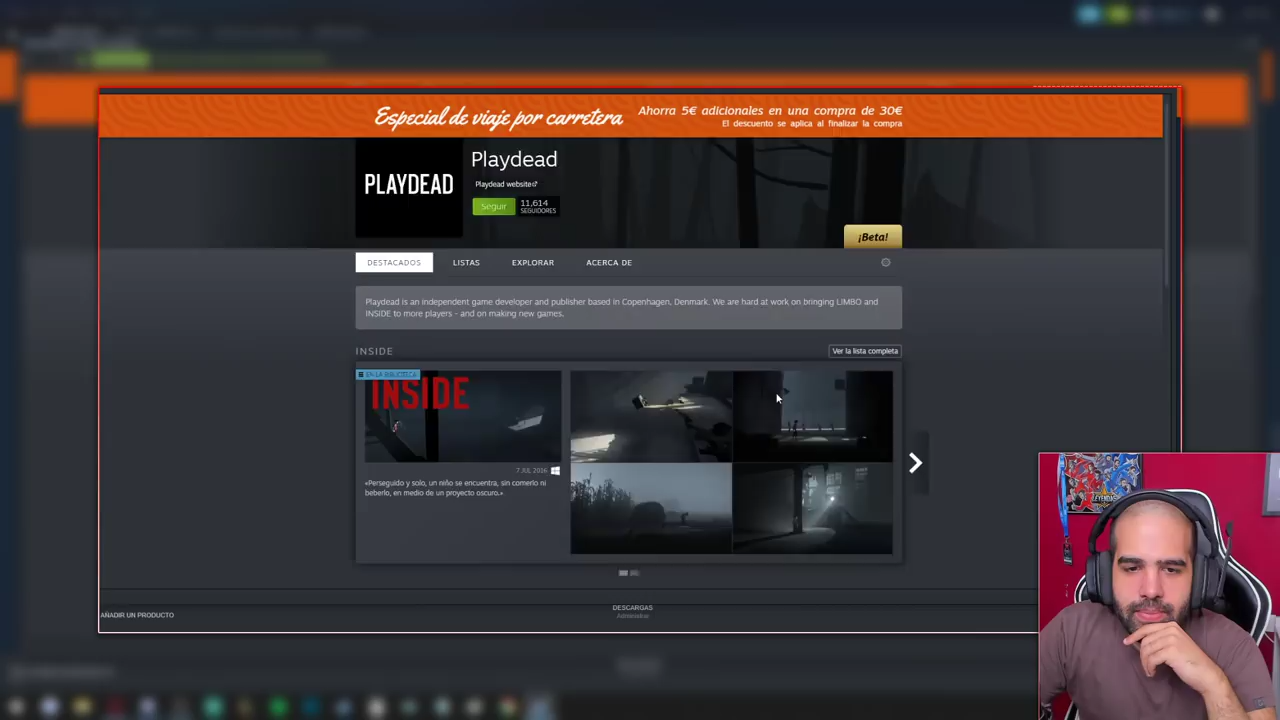 Especial de viaje por carretera
Ahorra 5€ adicionales en una compra de 30€
El descuento se aplica al finalizar la compra
PLAYDEAD
Playdead
Playdead website
Seguir
11,614
SEGUIDORES
¡Beta!
DESTACADOS
LISTAS
EXPLORAR
ACERCA DE
Playdead is an independent game developer and publisher based in Copenhagen, Denmark. We are hard at work on bringing LIMBO and
INSIDE to more players - and on making new games.
INSIDE
Ver la lista completa
EN LA BIBLIOTECA
INSIDE
7 JUL 2016
«Perseguido y solo, un niño se encuentra, sin comerlo ni
beberlo, en medio de un proyecto oscuro.»
AÑADIR UN PRODUCTO
DESCARGAS
Administrar
LEYENDAS